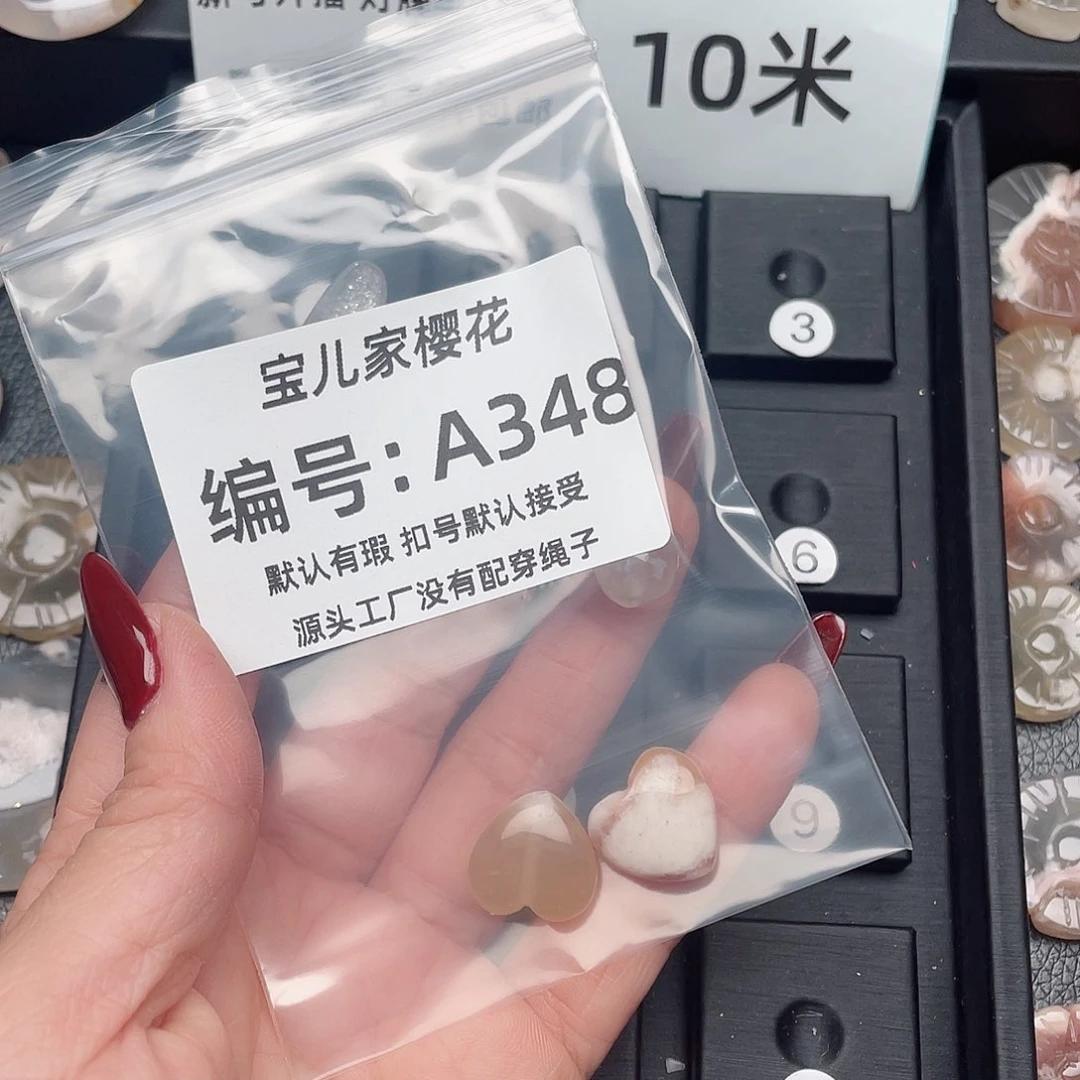 10米
宝儿家樱花
编号：A348
默认有瑕 扣号默认接受
源头工厂没有配穿绳子
3
6
9